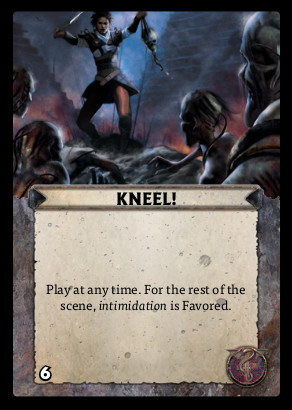 KNEEL!
Play at any time. For the rest of the
scene, intimidation is Favored.
6